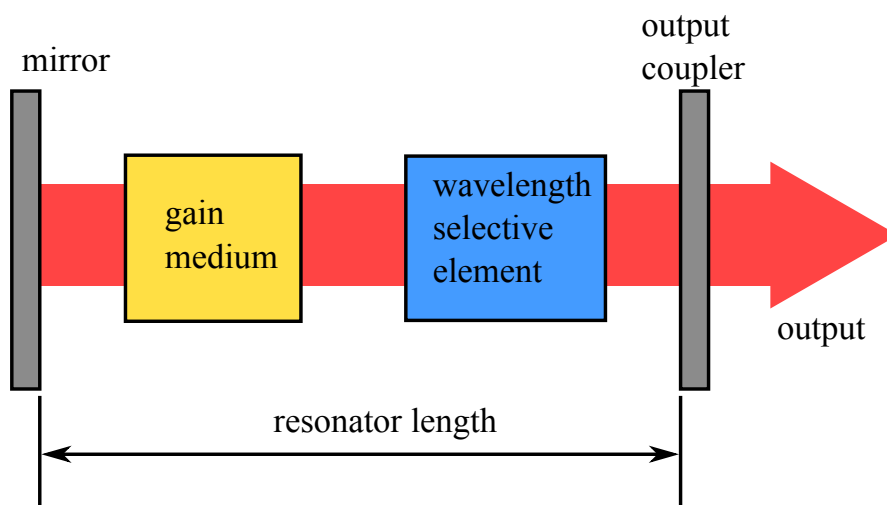 mirror
output
coupler
gain
medium
wavelength
selective
element
output
resonator length